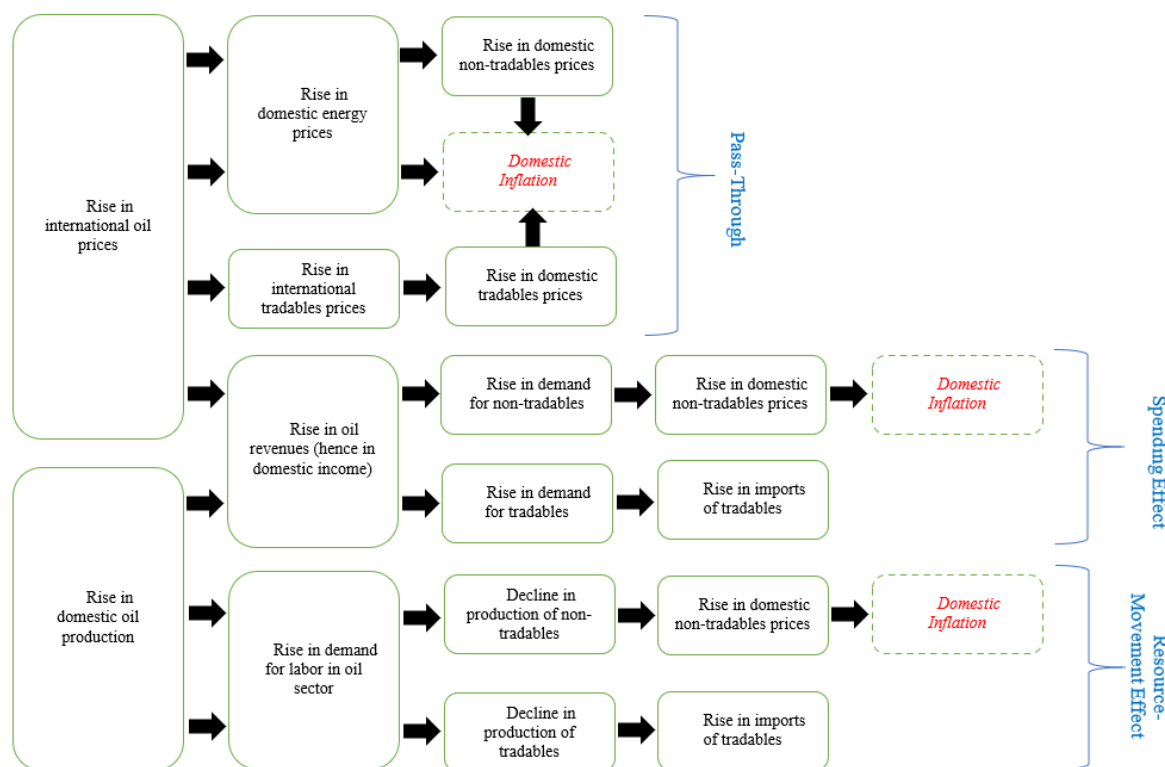 Rise in
international oil
prices
Rise in
domestic energy
prices
Rise in domestic
non-tradables prices
Domestic
Inflation
Rise in
international
tradables prices
Rise in domestic
tradables prices
Pass-Through
Rise in oil
revenues (hence in
domestic income)
Rise in demand
for non-tradables
Rise in domestic
non-tradables prices
Domestic
Inflation
Rise in demand
for tradables
Rise in imports
of tradables
Spending Effect
Rise in
domestic oil
production
Rise in demand
for labor in oil
sector
Decline in
production of non-
tradables
Rise in domestic
non-tradables prices
Domestic
Inflation
Decline in
production of
tradables
Rise in imports
of tradables
Resource-
Movement Effect